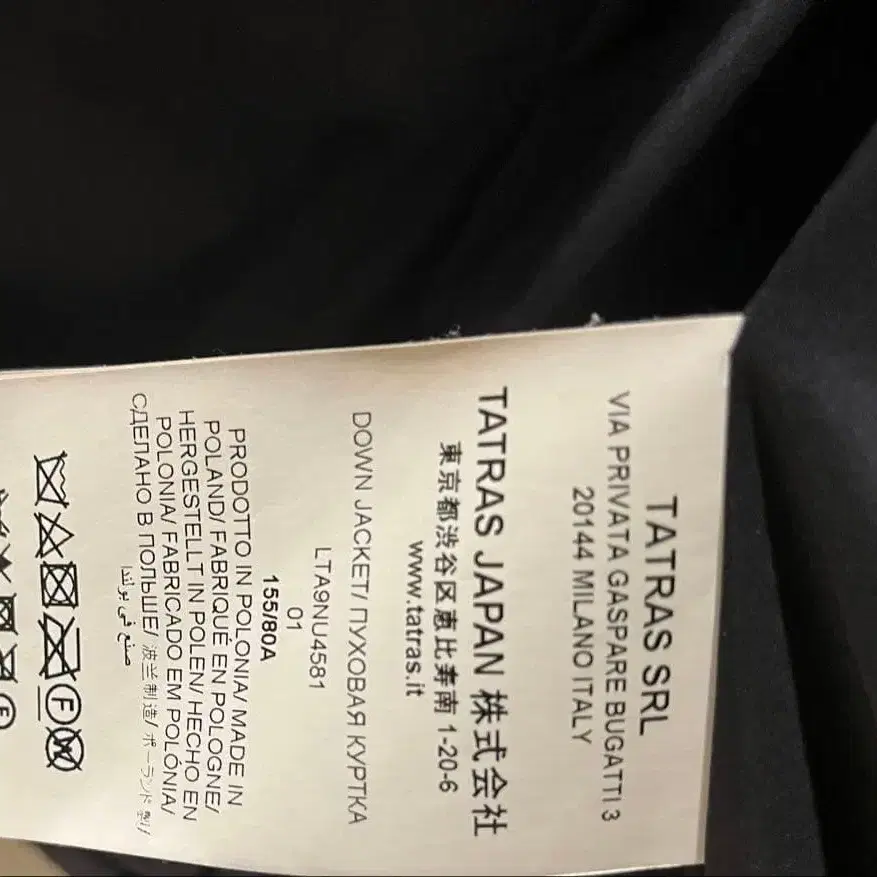 TATRAS SRL
VIA PRIVATA GASPARE BUGATTI 3
20144 MILANO ITALY
TATRAS JAPAN 株式会社
東京都渋谷区恵比寿南 1-20-6
www.tatras.it
DOWN JACKET/ ПУХОВАЯ КУРТКА
LTA9NU4581
01
155/80A
PRODOTTO IN POLONIA/ MADE IN
POLAND/ FABRIQUÉ EN POLOGNE/
HERGESTELLT IN POLEN/ HECHO EN
POLONIA/ FABRICADO EM POLÓNIA/
СДЕЛАНО В ПОЛЬШЕ/ 波兰制造/ ポーランド製/
صنع في بولندا
F W
F